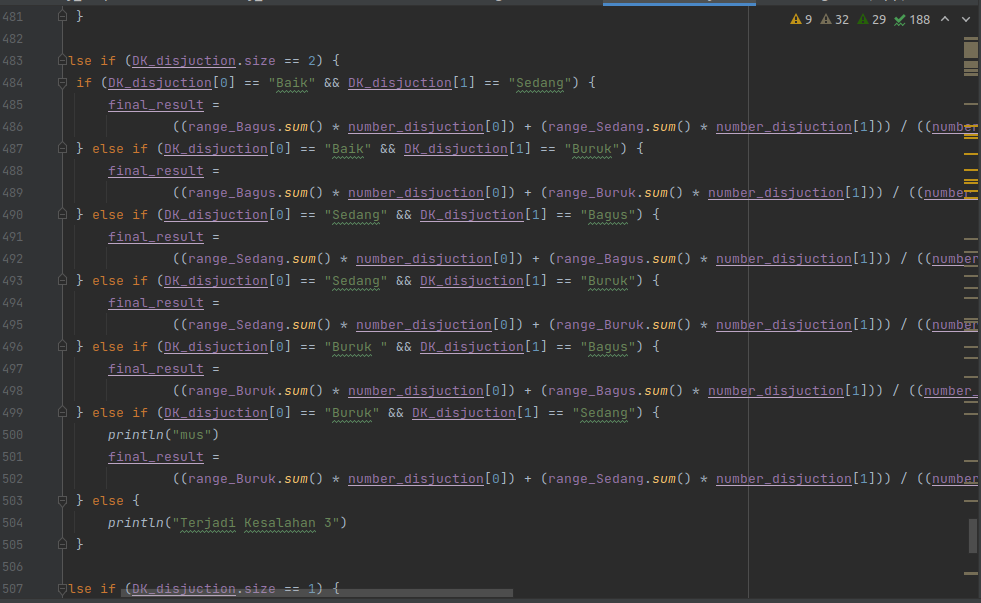 9 32 29 188
481 }
482
483 lse if (DK_disjuction.size == 2) {
484 if (DK_disjuction[0] == "Baik" && DK_disjuction[1] == "Sedang") {
485 final_result =
486 ((range_Bagus.sum() * number_disjuction[0]) + (range_Sedang.sum() * number_disjuction[1])) / ((number
487 } else if (DK_disjuction[0] == "Baik" && DK_disjuction[1] == "Buruk") {
488 final_result =
489 ((range_Bagus.sum() * number_disjuction[0]) + (range_Buruk.sum() * number_disjuction[1])) / ((number
490 } else if (DK_disjuction[0] == "Sedang" && DK_disjuction[1] == "Bagus") {
491 final_result =
492 ((range_Sedang.sum() * number_disjuction[0]) + (range_Bagus.sum() * number_disjuction[1])) / ((number
493 } else if (DK_disjuction[0] == "Sedang" && DK_disjuction[1] == "Buruk") {
494 final_result =
495 ((range_Sedang.sum() * number_disjuction[0]) + (range_Buruk.sum() * number_disjuction[1])) / ((number
496 } else if (DK_disjuction[0] == "Buruk " && DK_disjuction[1] == "Bagus") {
497 final_result =
498 ((range_Buruk.sum() * number_disjuction[0]) + (range_Bagus.sum() * number_disjuction[1])) / ((number_
499 } else if (DK_disjuction[0] == "Buruk" && DK_disjuction[1] == "Sedang") {
500 println("mus")
501 final_result =
502 ((range_Buruk.sum() * number_disjuction[0]) + (range_Sedang.sum() * number_disjuction[1])) / ((number
503 } else {
504 println("Terjadi Kesalahan 3")
505 }
506
507 lse if (DK_disjuction.size == 1) {